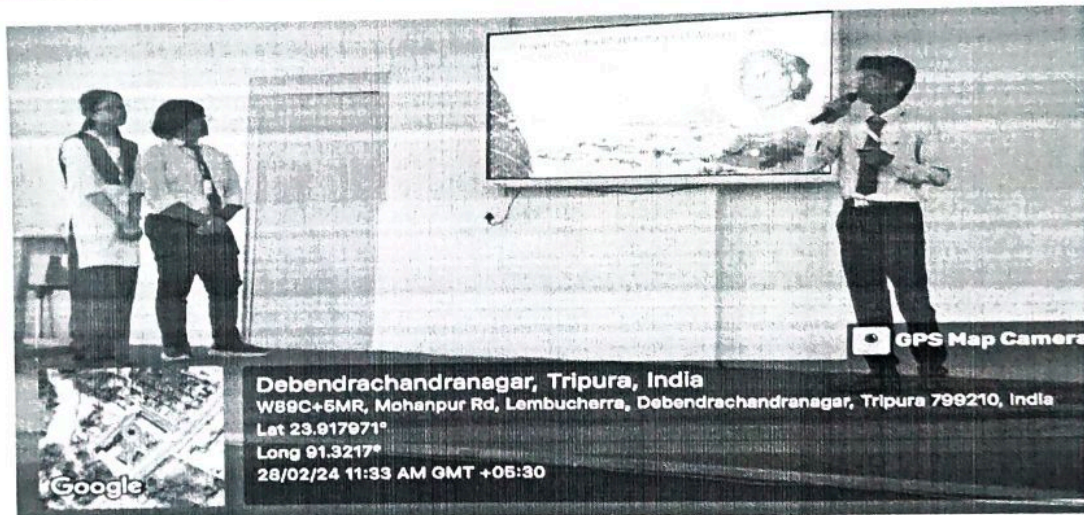 GPS Map Camera
Debendrachandranagar, Tripura, India
W89C+5MR, Mohanpur Rd, Lembucherra, Debendrachandranagar, Tripura 799210, India
Lat 23.917971°
Long 91.3217°
28/02/24 11:33 AM GMT +05:30
Google